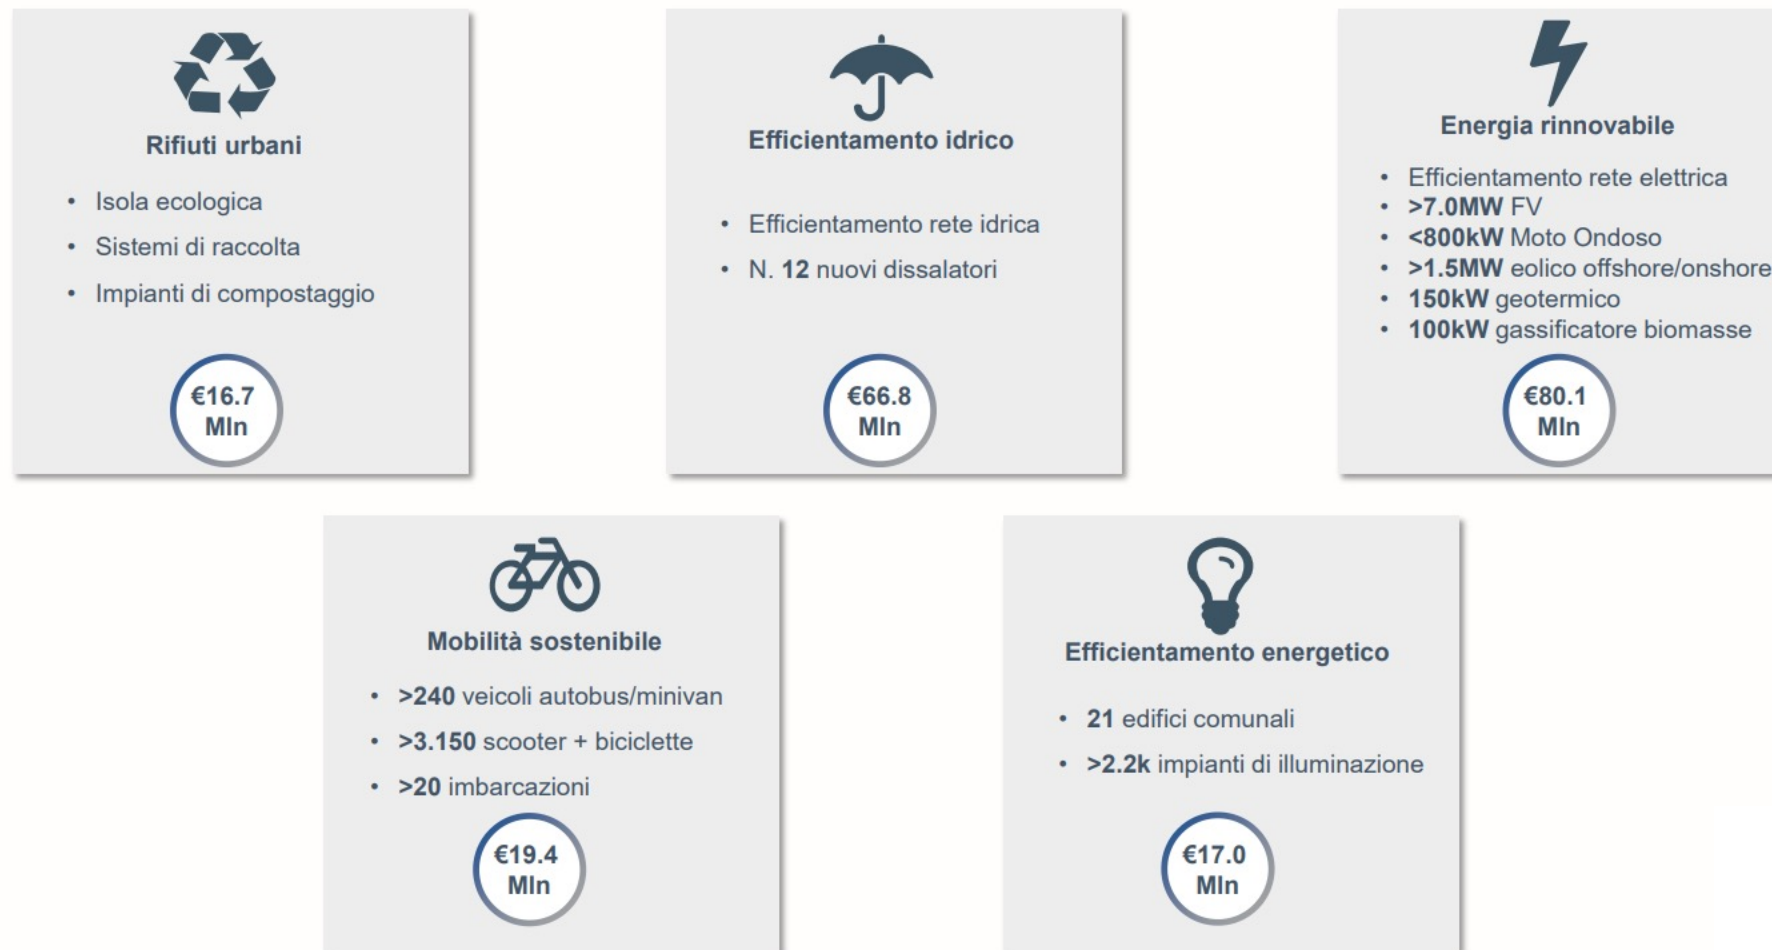 Rifiuti urbani
• Isola ecologica
• Sistemi di raccolta
• Impianti di compostaggio
€16.7
Mln
Efficientamento idrico
• Efficientamento rete idrica
• N. 12 nuovi dissalatori
€66.8
Mln
Energia rinnovabile
• Efficientamento rete elettrica
• >7.0MW FV
• <800kW Moto Ondoso
• >1.5MW eolico offshore/onshore
• 150kW geotermico
• 100kW gassificatore biomasse
€80.1
Mln
Mobilità sostenibile
• >240 veicoli autobus/minivan
• >3.150 scooter + biciclette
• >20 imbarcazioni
€19.4
Mln
Efficientamento energetico
• 21 edifici comunali
• >2.2k impianti di illuminazione
€17.0
Mln